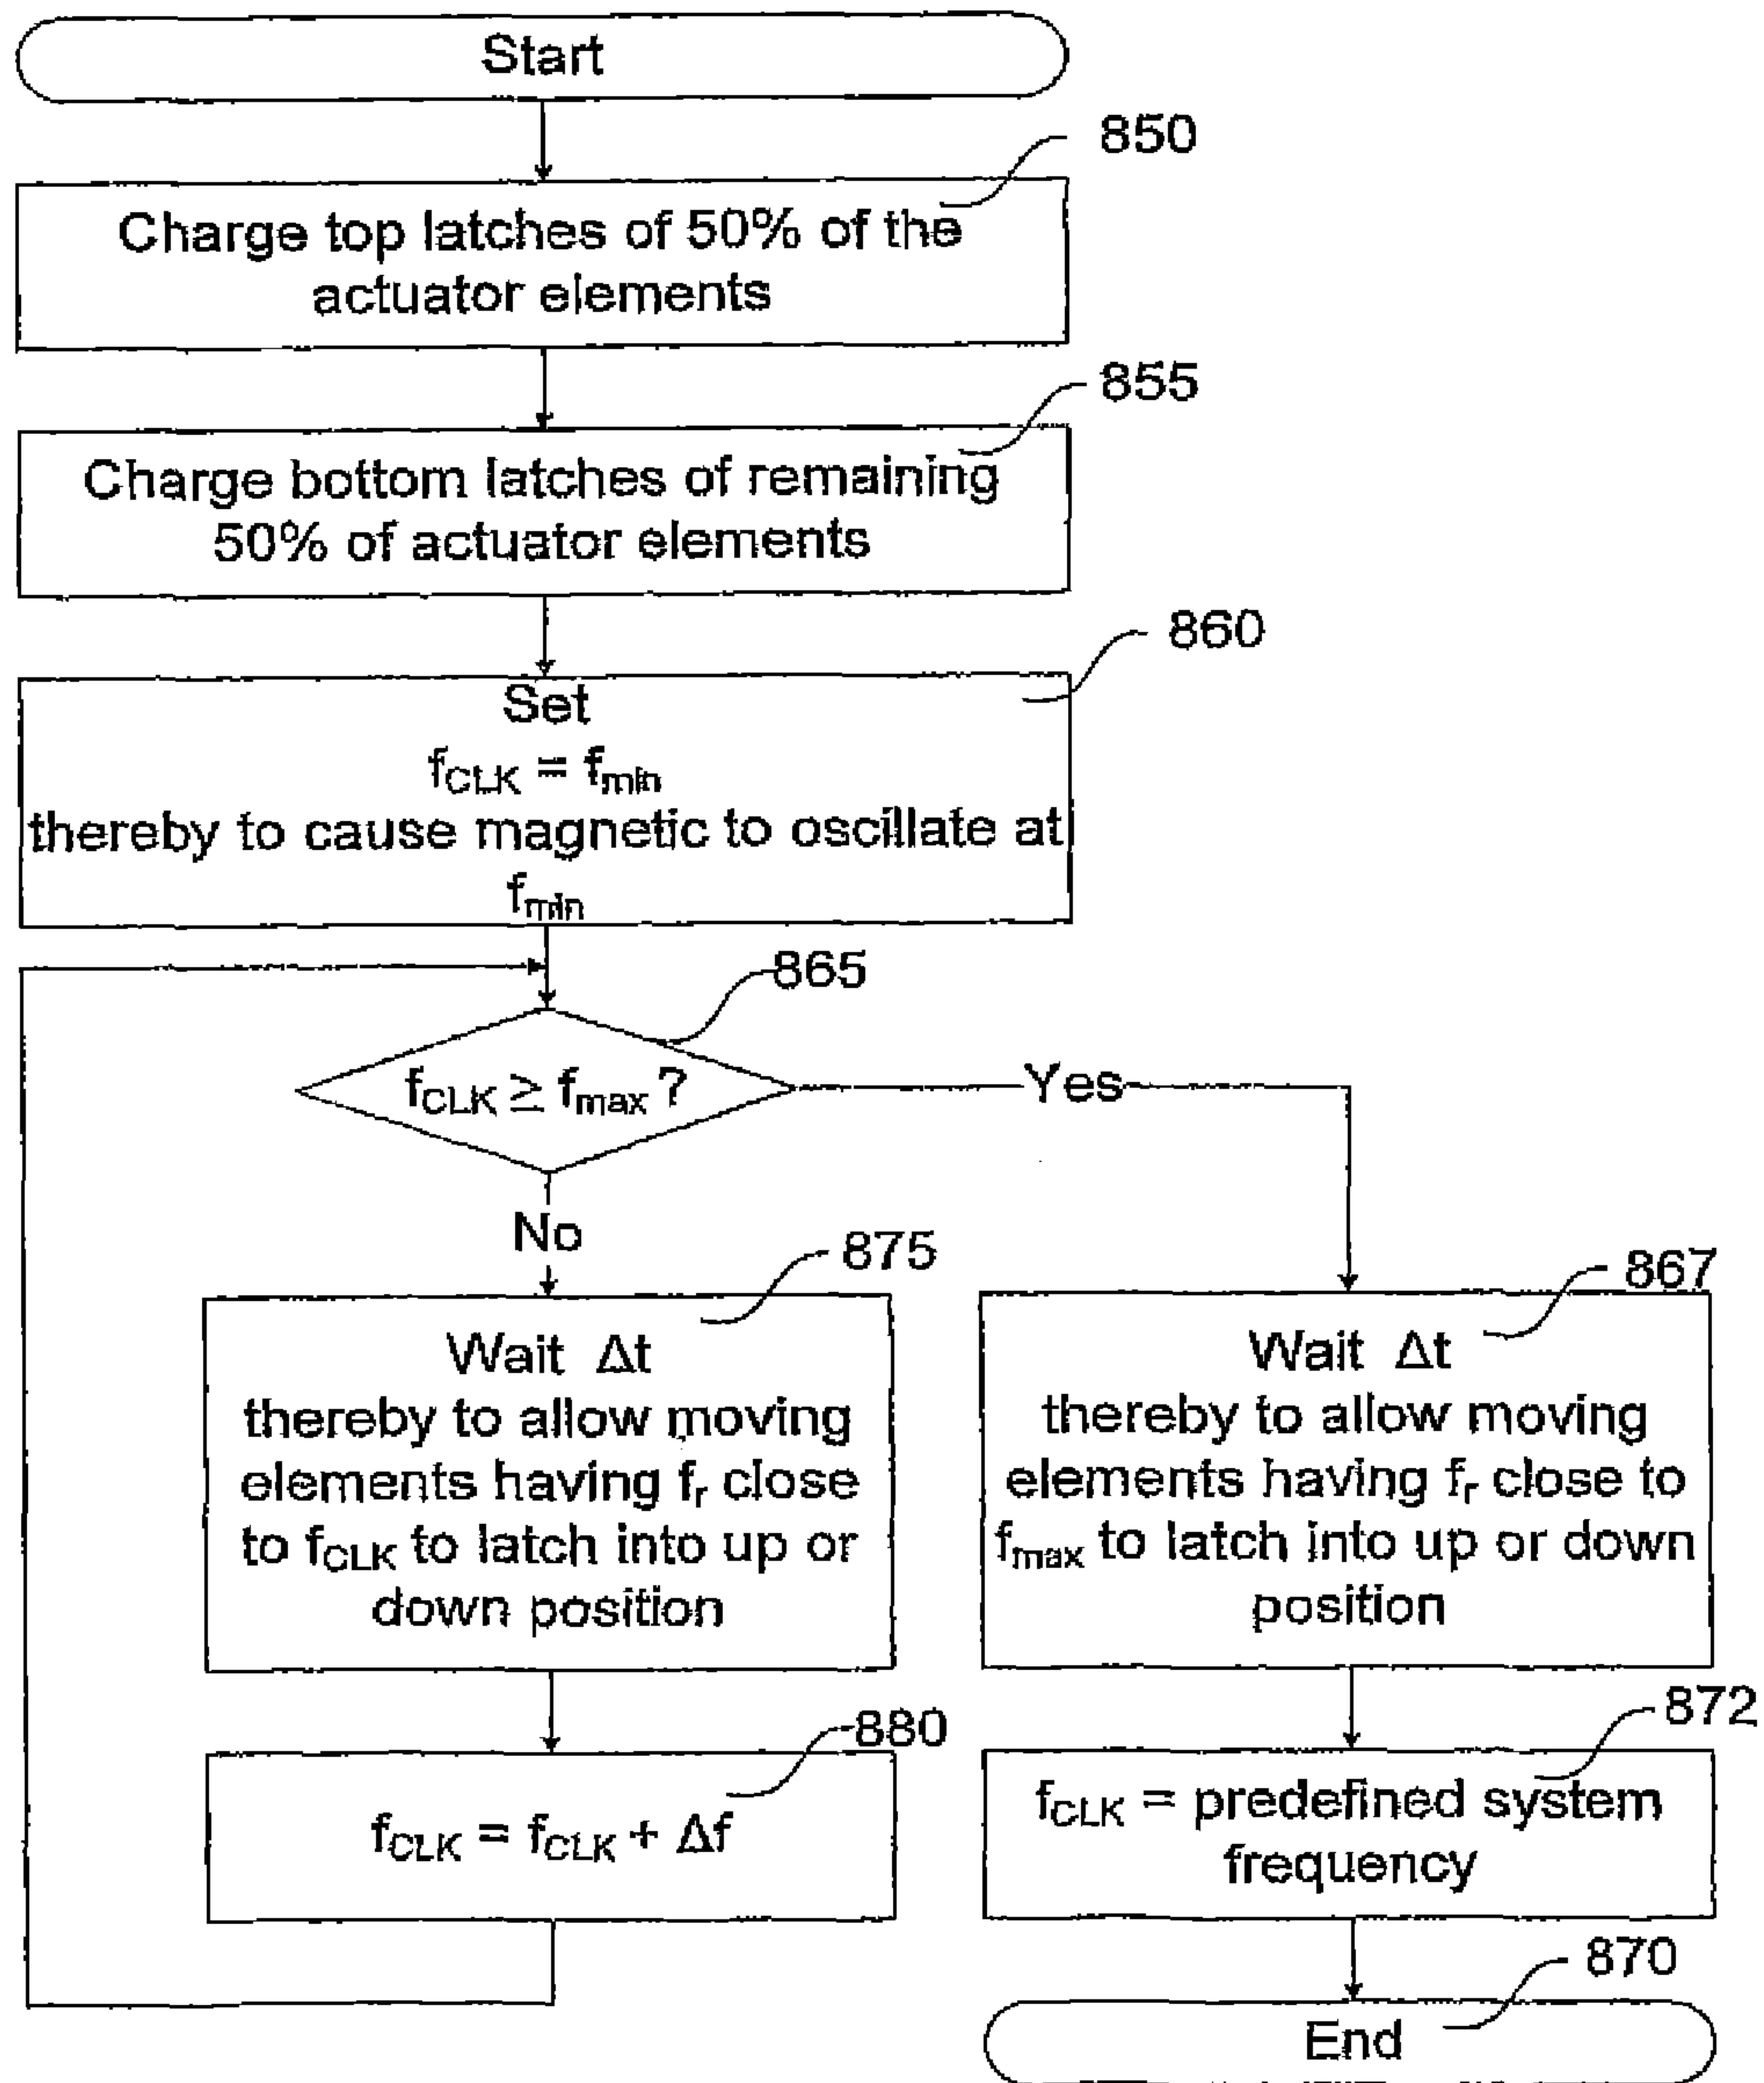 Start
850
Charge top latches of 50% of the
actuator elements
855
Charge bottom latches of remaining
50% of actuator elements
860
Set
fCLK = fmin
thereby to cause magnetic to oscillate at
fmin
865
fCLK ≥ fmax ?
Yes
No
875
Wait Δt
thereby to allow moving
elements having fr close
to fCLK to latch into up or
down position
867
Wait Δt
thereby to allow moving
elements having fr close to
fmax to latch into up or down
position
880
fCLK = fCLK + Δf
872
fCLK = predefined system
frequency
870
End